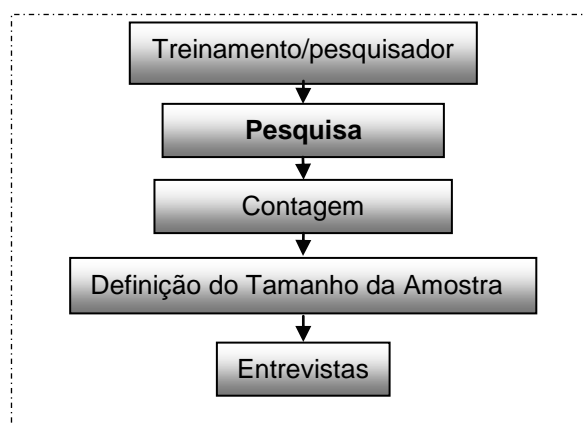 Treinamento/pesquisador
Pesquisa
Contagem
Definição do Tamanho da Amostra
Entrevistas